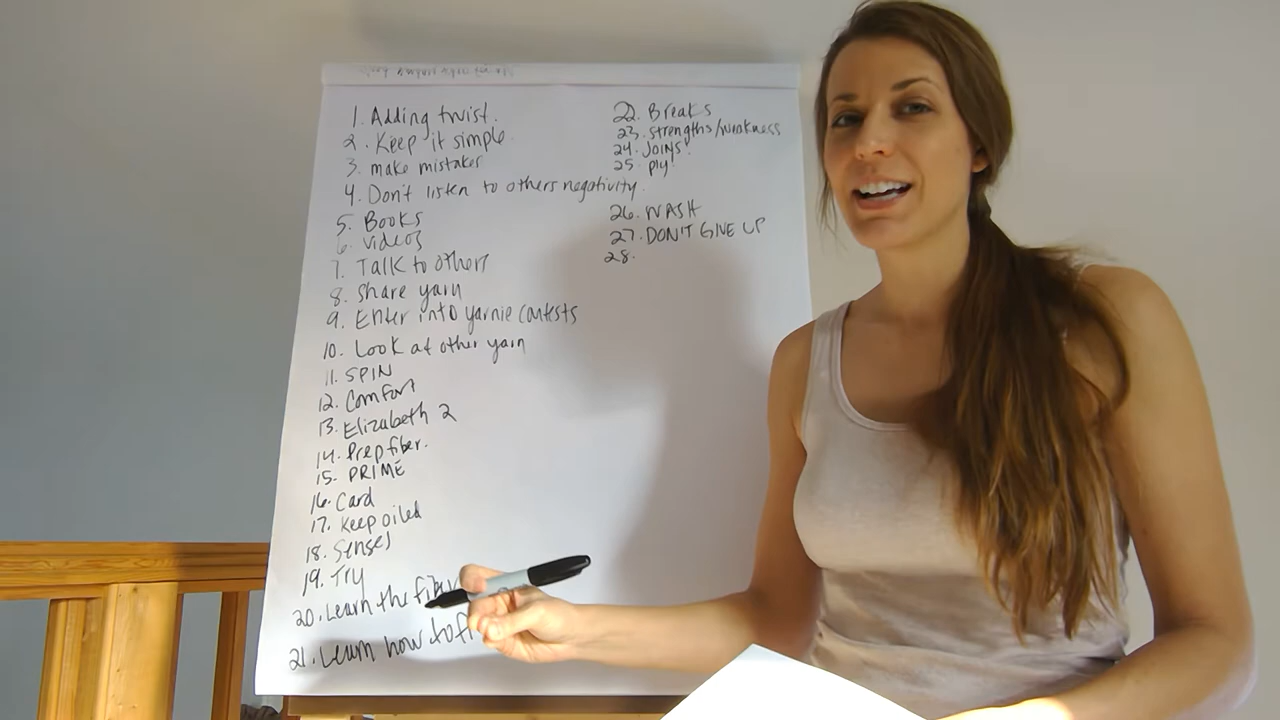 1. Adding twist.
2. Keep it simple.
3. make mistakes
4. Don't listen to others negativity.
5. Books
6. Videos
7. Talk to others
8. Share yarn
9. Enter into yarnie contests
10. Look at other yarn
11. SPIN
12. Comfort
13. Elizabeth 2
14. Prep fiber.
15. PRIME
16. Card
17. Keep oiled
18. Senses
19. Try
20. Learn the fiber
21. Learn how to
22. Breaks
23. strengths/weakness
24. JOINS!
25. ply!
26. WASH
27. DON'T GIVE UP
28.